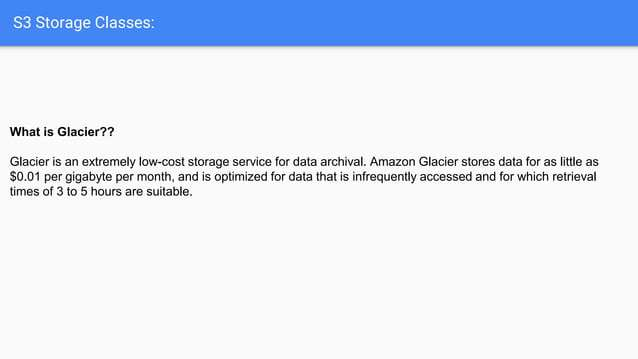 S3 Storage Classes:
What is Glacier??
Glacier is an extremely low-cost storage service for data archival. Amazon Glacier stores data for as little as
$0.01 per gigabyte per month, and is optimized for data that is infrequently accessed and for which retrieval
times of 3 to 5 hours are suitable.